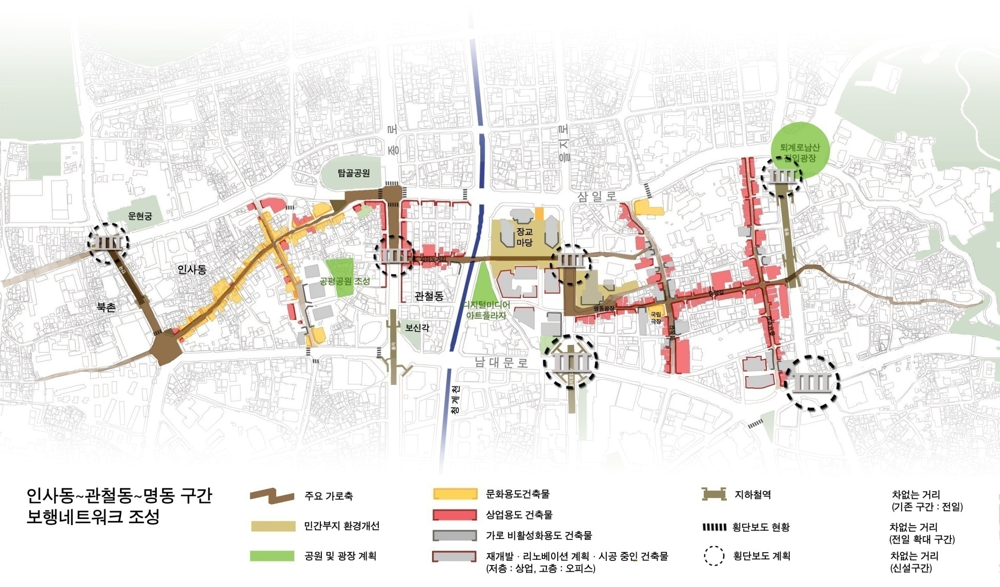 종로
을지로
퇴계로남산
진입광장
탑골공원
삼일로
운현궁
장교
마당
인사동
피아노거리
공평공원 조성
관철동
북촌
디지털미디어
아트플라자
명동광장
중앙길
국립
극장
명동길
보신각
종각
남대문로
청계천
인사동~관철동~명동 구간
보행네트워크 조성
주요 가로축
민간부지 환경개선
공원 및 광장 계획
문화용도건축물
상업용도 건축물
가로 비활성화용도 건축물
재개발 · 리노베이션 계획 · 시공 중인 건축물
(저층 : 상업, 고층 : 오피스)
지하철역
횡단보도 현황
횡단보도 계획
차없는 거리
(기존 구간 : 전일)
차없는 거리
(전일 확대 구간)
차없는 거리
(신설구간)